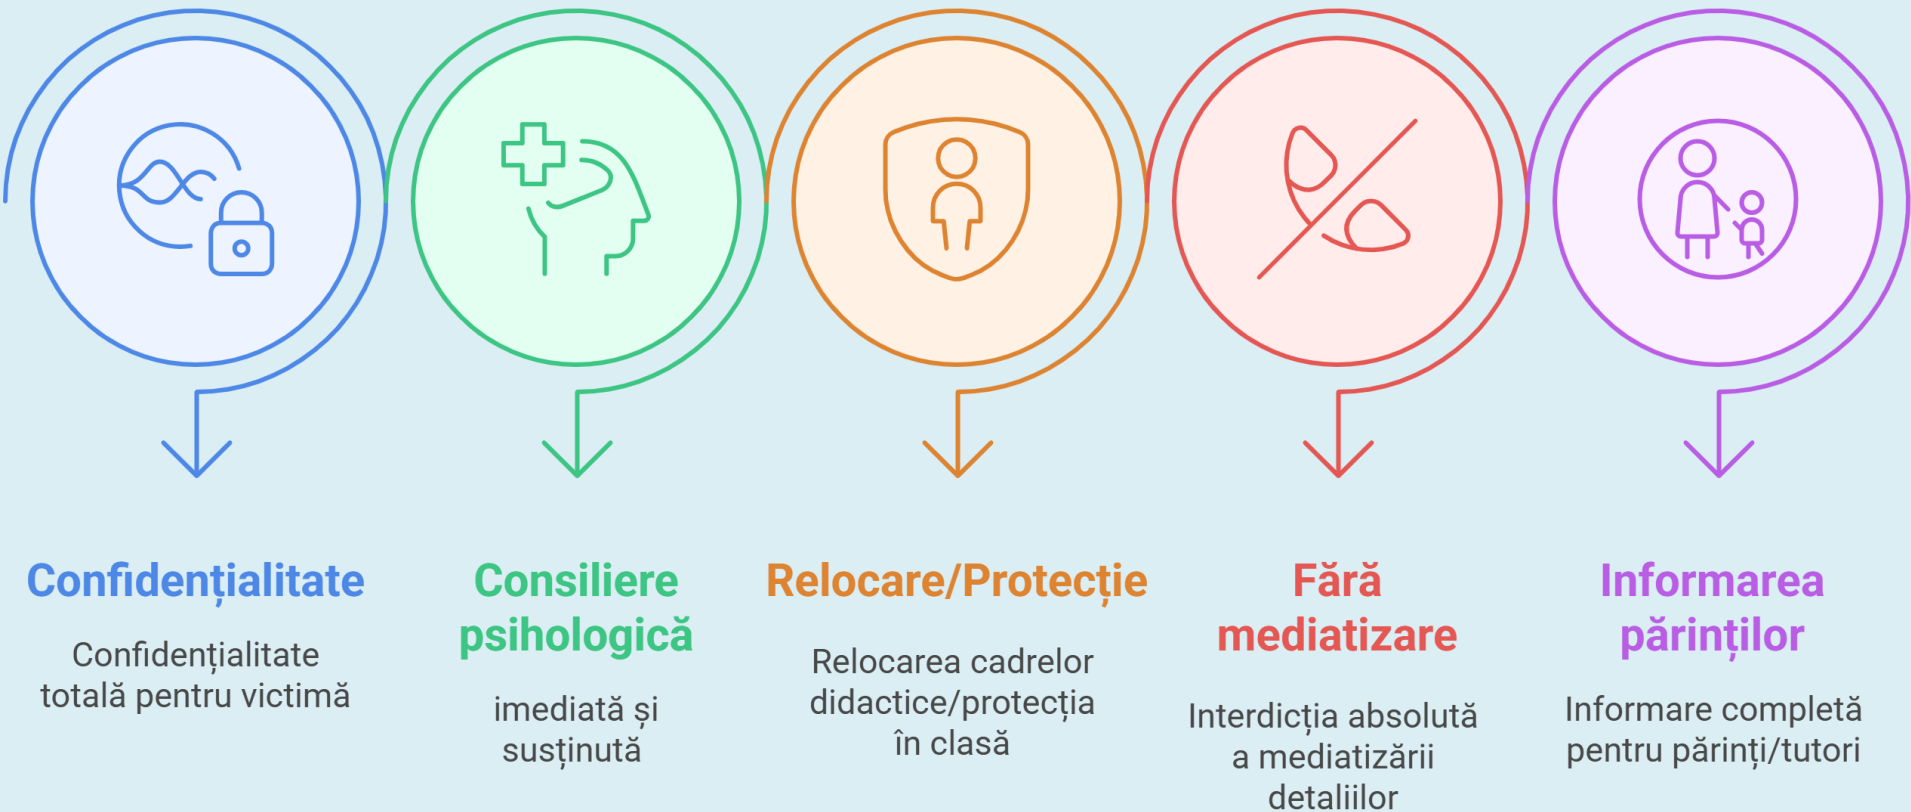 Confidențialitate
Confidențialitate
totală pentru victimă
Consiliere
psihologică
imediată și
susținută
Relocare/Protecție
Relocarea cadrelor
didactice/protecția
în clasă
Fără
mediatizare
Interdicția absolută
a mediatizării
detaliilor
Informarea
părinților
Informare completă
pentru părinți/tutori